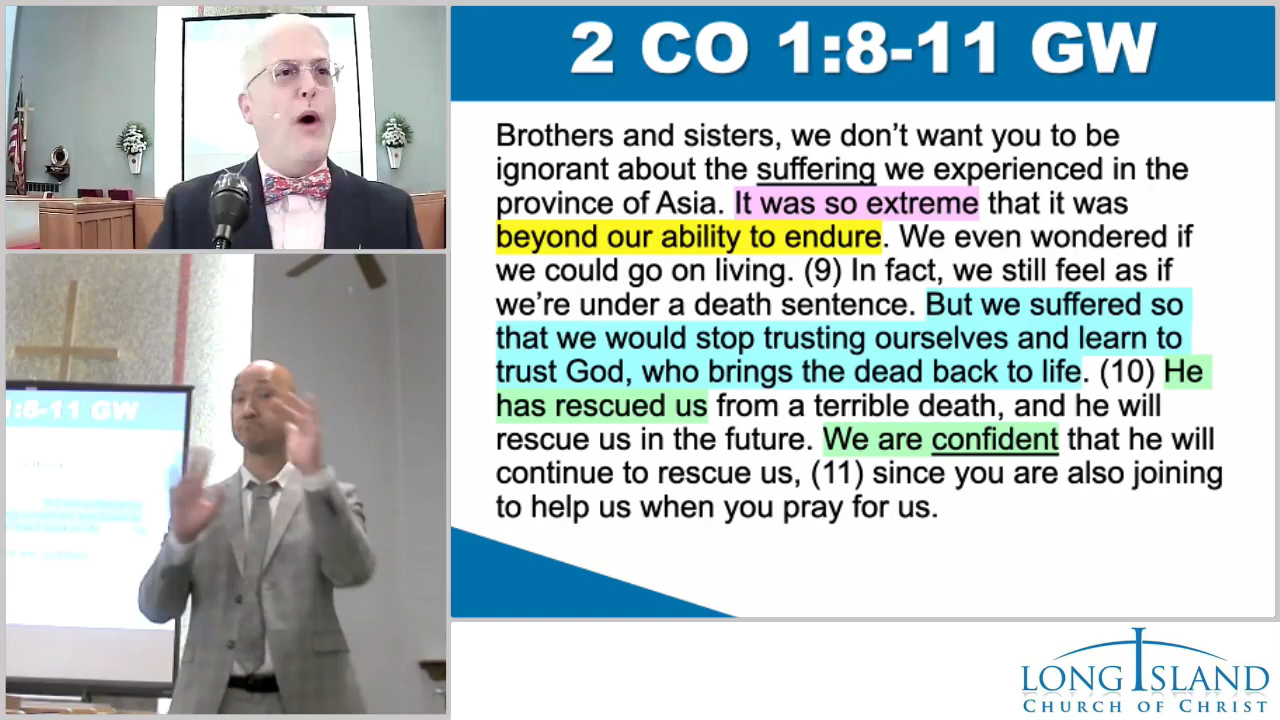 2 CO 1:8-11 GW
Brothers and sisters, we don't want you to be
ignorant about the suffering we experienced in the
province of Asia. It was so extreme that it was
beyond our ability to endure. We even wondered if
we could go on living. (9) In fact, we still feel as if
we're under a death sentence. But we suffered so
that we would stop trusting ourselves and learn to
trust God, who brings the dead back to life. (10) He
has rescued us from a terrible death, and he will
rescue us in the future. We are confident that he will
continue to rescue us, (11) since you are also joining
to help us when you pray for us.
1:8-11 GW
LONG ISLAND
CHURCH OF CHRIST